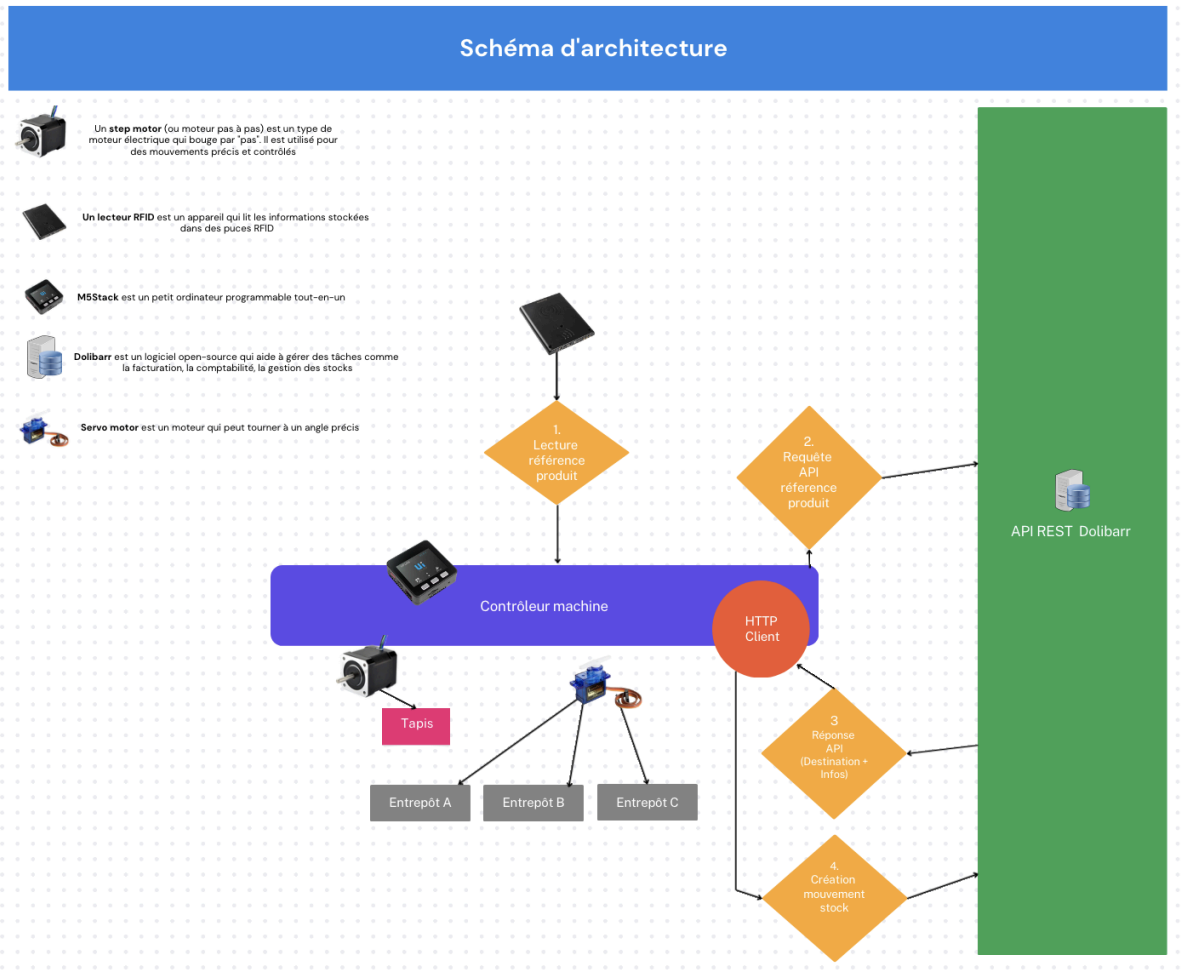 Schéma d'architecture
Un step motor (ou moteur pas à pas) est un type de
moteur électrique qui bouge par "pas". Il est utilisé pour
des mouvements précis et contrôlés
Un lecteur RFID est un appareil qui lit les informations stockées
dans des puces RFID
M5Stack est un petit ordinateur programmable tout-en-un
Dolibarr est un logiciel open-source qui aide à gérer des tâches comme
la facturation, la comptabilité, la gestion des stocks
Servo motor est un moteur qui peut tourner à un angle précis
1.
Lecture
référence
produit
2.
Requête
API
réference
produit
API REST Dolibarr
Contrôleur machine
HTTP
Client
Tapis
3
Réponse
API
(Destination +
Infos)
Entrepôt A
Entrepôt B
Entrepôt C
4.
Création
mouvement
stock